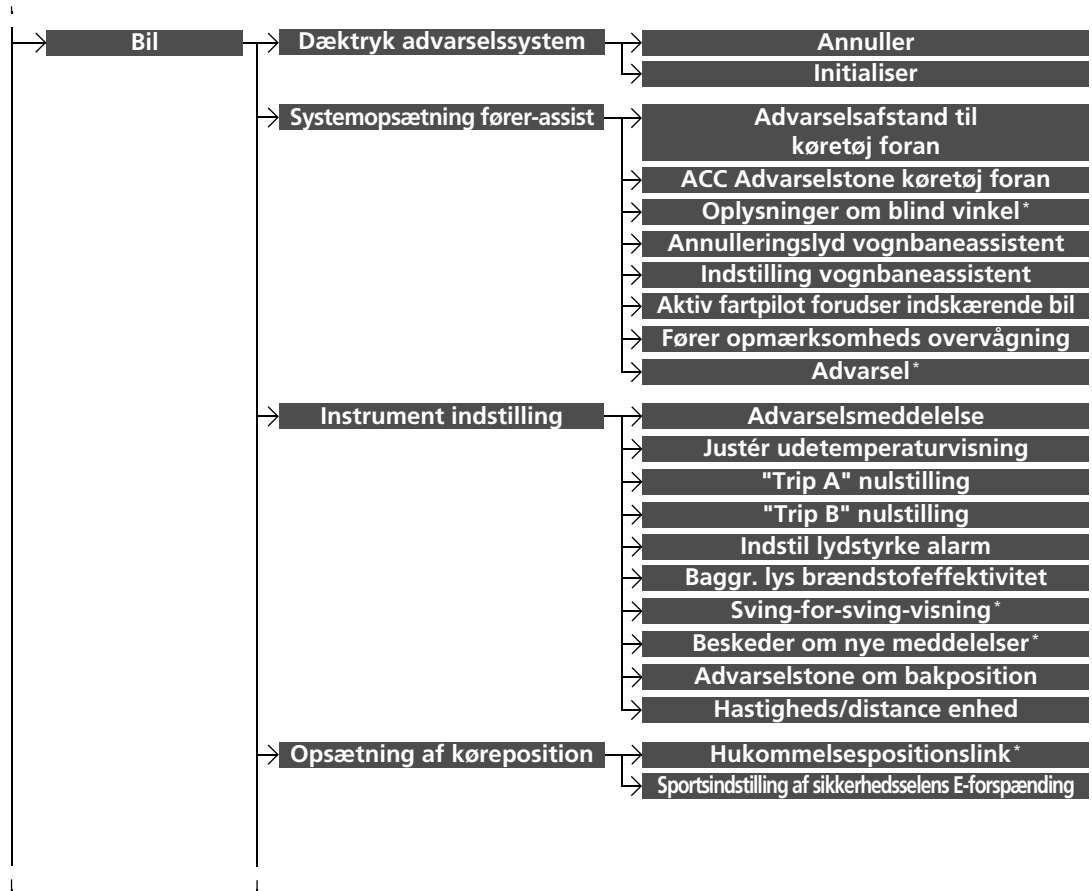 Bil
Dæktryk advarselssystem
Annuller
Initialiser
Systemopsætning fører-assist
Advarselsafstand til
køretøj foran
ACC Advarselstone køretøj foran
Oplysninger om blind vinkel*
Annulleringslyd vognbaneassistent
Indstilling vognbaneassistent
Aktiv fartpilot forudser indskærende bil
Fører opmærksomheds overvågning
Advarsel*
Instrument indstilling
Advarselsmeddelelse
Justér udetemperaturvisning
"Trip A" nulstilling
"Trip B" nulstilling
Indstil lydstyrke alarm
Baggr. lys brændstofeffektivitet
Sving-for-sving-visning*
Beskeder om nye meddelelser*
Advarselstone om bakposition
Hastigheds/distance enhed
Opsætning af køreposition
Hukommelsespositionslink*
Sportsindstilling af sikkerhedsselens E-forspænding